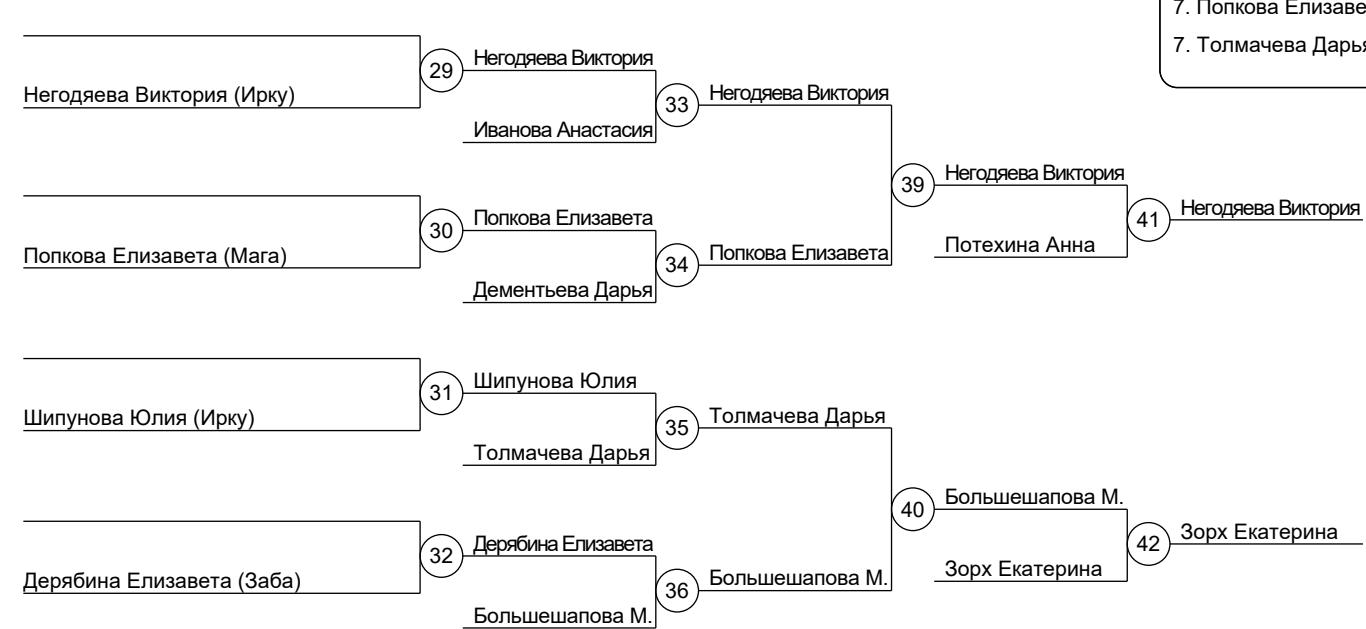 7. Попкова Елизаве
7. Толмачева Дарья
29
Негодяева Виктория
Негодяева Виктория (Ирку)
33
Негодяева Виктория
Иванова Анастасия
39
Негодяева Виктория
41
Негодяева Виктория
30
Попкова Елизавета
Попкова Елизавета (Мага)
34
Попкова Елизавета
Потехина Анна
Дементьева Дарья
31
Шипунова Юлия
Шипунова Юлия (Ирку)
35
Толмачева Дарья
Толмачева Дарья
40
Большешапова М.
42
Зорх Екатерина
32
Дерябина Елизавета
Зорх Екатерина
Дерябина Елизавета (Заба)
36
Большешапова М.
Большешапова М.